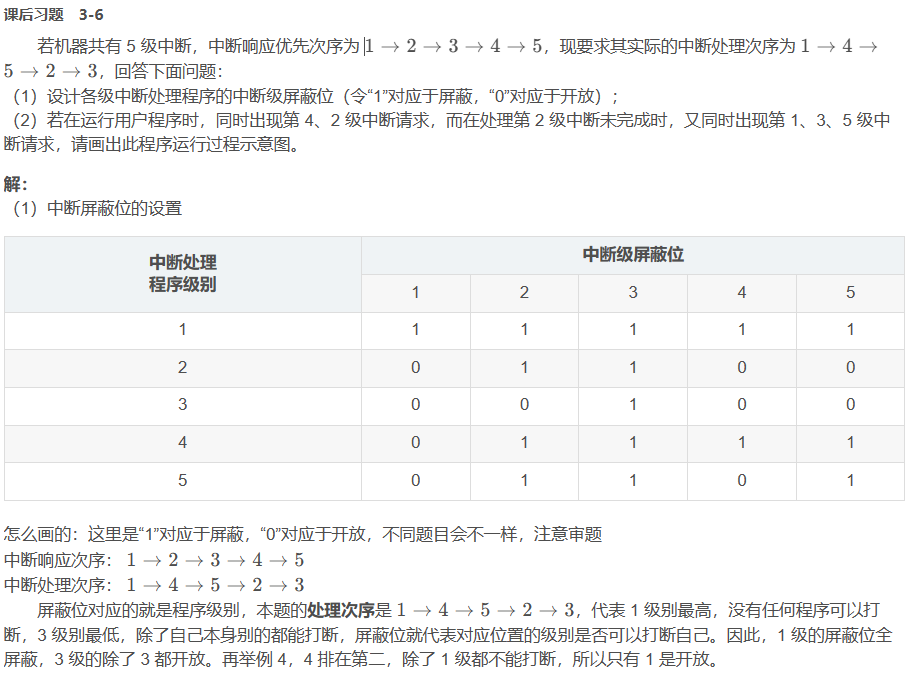 课后习题 3-6
若机器共有 5 级中断，中断响应优先次序为 1 → 2 → 3 → 4 → 5，现要求其实际的中断处理次序为 1 → 4 →
5 → 2 → 3，回答下面问题：
（1）设计各级中断处理程序的中断级屏蔽位（令“1”对应于屏蔽，“0”对应于开放）；
（2）若在运行用户程序时，同时出现第 4、2 级中断请求，而在处理第 2 级中断未完成时，又同时出现第 1、3、5 级中
断请求，请画出此程序运行过程示意图。
解：
（1）中断屏蔽位的设置
中断处理
程序级别
中断级屏蔽位
1 2 3 4 5
1 1 1 1 1 1
2 0 1 1 0 0
3 0 0 1 0 0
4 0 1 1 1 1
5 0 1 1 0 1
怎么画的：这里是“1”对应于屏蔽，“0”对应于开放，不同题目会不一样，注意审题
中断响应次序： 1 → 2 → 3 → 4 → 5
中断处理次序： 1 → 4 → 5 → 2 → 3
屏蔽位对应的就是程序级别，本题的处理次序是 1 → 4 → 5 → 2 → 3，代表 1 级别最高，没有任何程序可以打
断，3 级别最低，除了自己本身别的都能打断，屏蔽位就代表对应位置的级别是否可以打断自己。因此，1 级的屏蔽位全
屏蔽，3 级的除了 3 都开放。再举例 4，4 排在第二，除了 1 级都不能打断，所以只有 1 是开放。